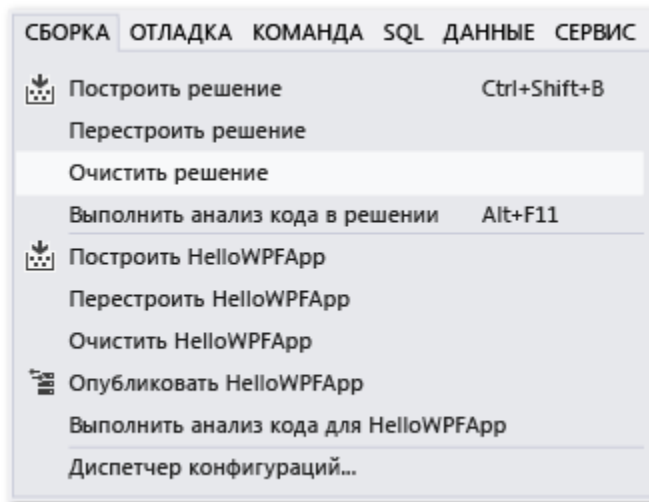 СБОРКА ОТЛАДКА КОМАНДА SQL ДАННЫЕ СЕРВИС
Построить решение Ctrl+Shift+B
Перестроить решение
Очистить решение
Выполнить анализ кода в решении Alt+F11
Построить HelloWPFApp
Перестроить HelloWPFApp
Очистить HelloWPFApp
Опубликовать HelloWPFApp
Выполнить анализ кода для HelloWPFApp
Диспетчер конфигураций...